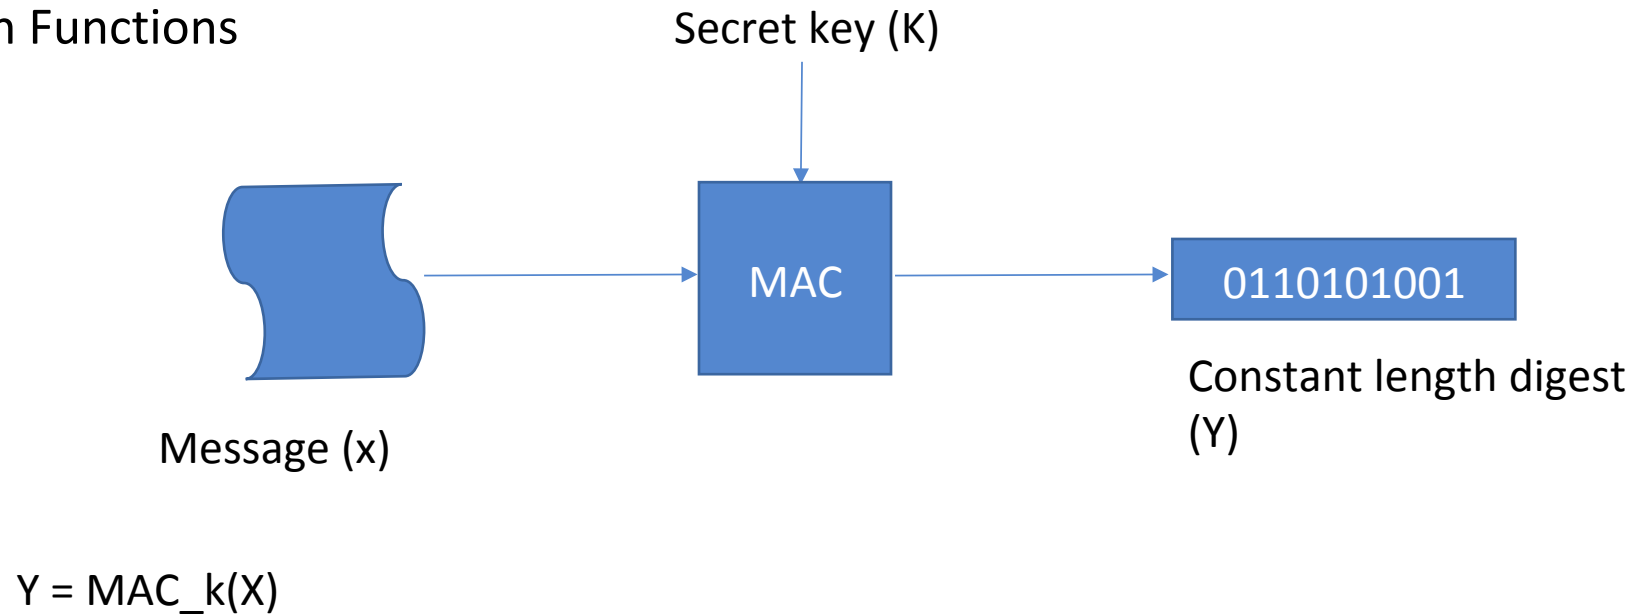 n Functions
Secret key (K)
MAC
0110101001
Constant length digest
(Y)
Message (x)
Y = MAC_k(X)